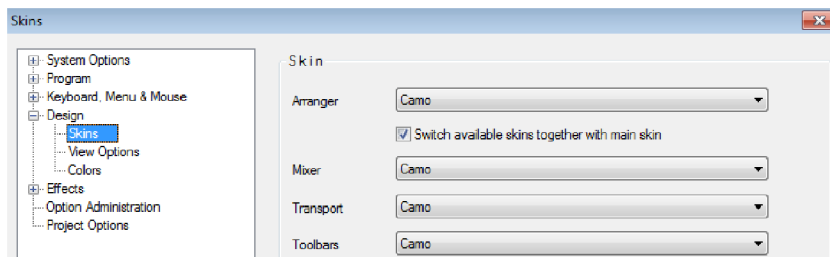 Skins
System Options
Program
Keyboard, Menu & Mouse
Design
Skins
View Options
Colors
Effects
Option Administration
Project Options
Skin
Arranger Camo
Switch available skins together with main skin
Mixer Camo
Transport Camo
Toolbars Camo